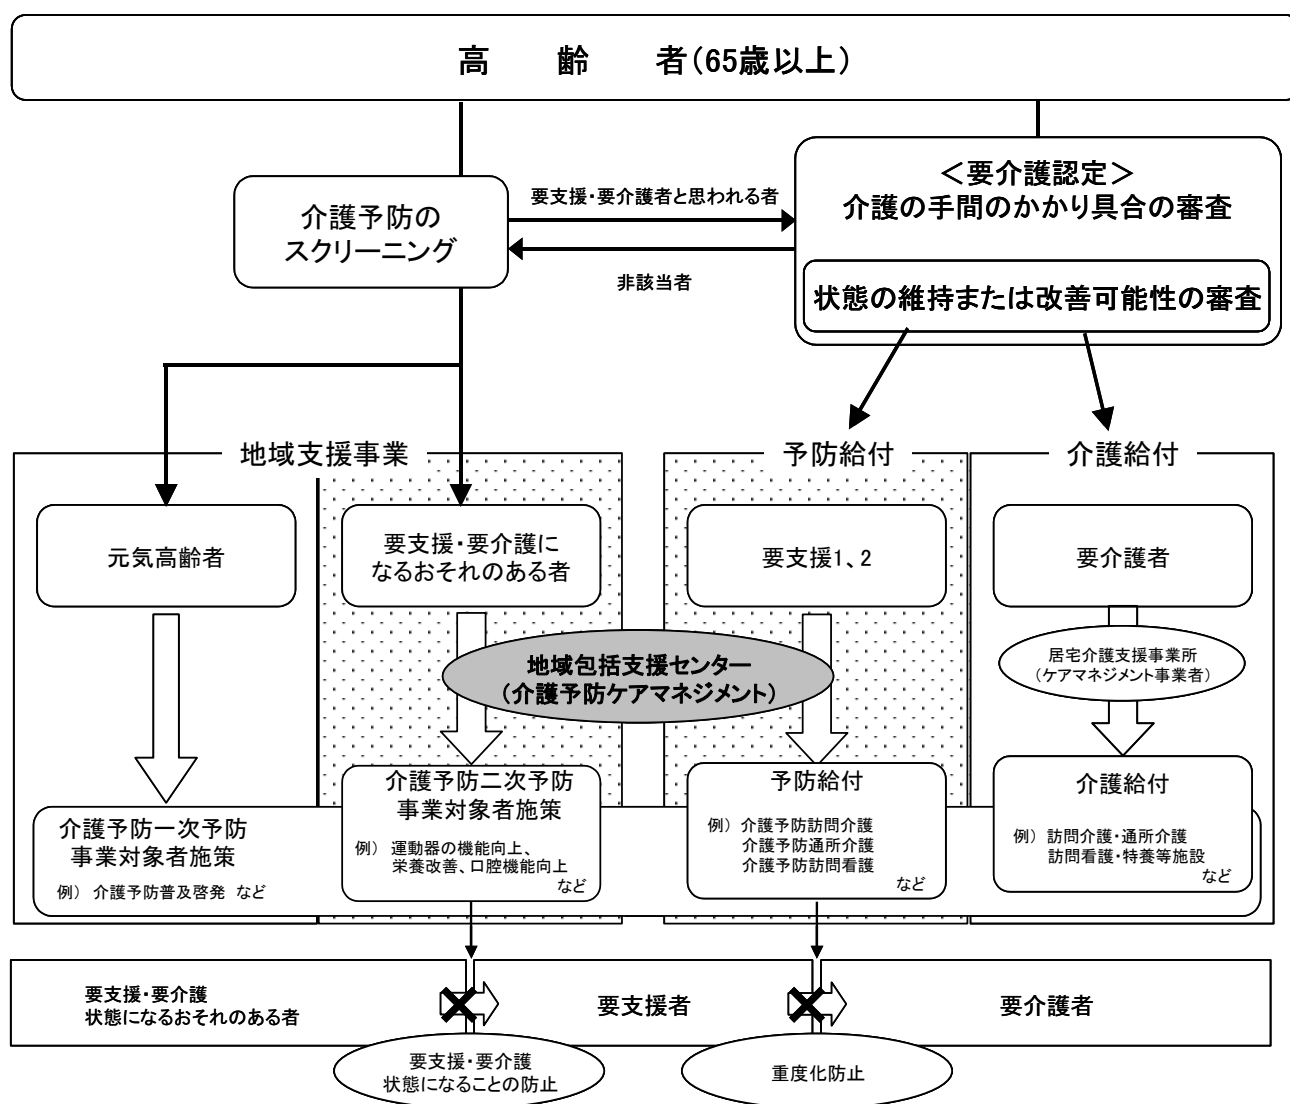 高 齢 者(65歳以上)
<要介護認定>
介護の手間のかかり具合の審査
介護予防の
スクリーニング
要支援・要介護者と思われる者
非該当者
状態の維持または改善可能性の審査
地域支援事業
予防給付
介護給付
元気高齢者
要支援・要介護に
なるおそれのある者
要支援1、2
要介護者
地域包括支援センター
(介護予防ケアマネジメント)
居宅介護支援事業所
(ケアマネジメント事業者)
介護予防一次予防
事業対象者施策
例) 介護予防普及啓発 など
介護予防二次予防
事業対象者施策
例) 運動器の機能向上、
栄養改善、口腔機能向上
など
予防給付
例) 介護予防訪問介護
介護予防通所介護
介護予防訪問看護
など
介護給付
例) 訪問介護・通所介護
訪問看護・特養等施設
など
要支援・要介護
状態になるおそれのある者
要支援者
要介護者
要支援・要介護
状態になることの防止
重度化防止